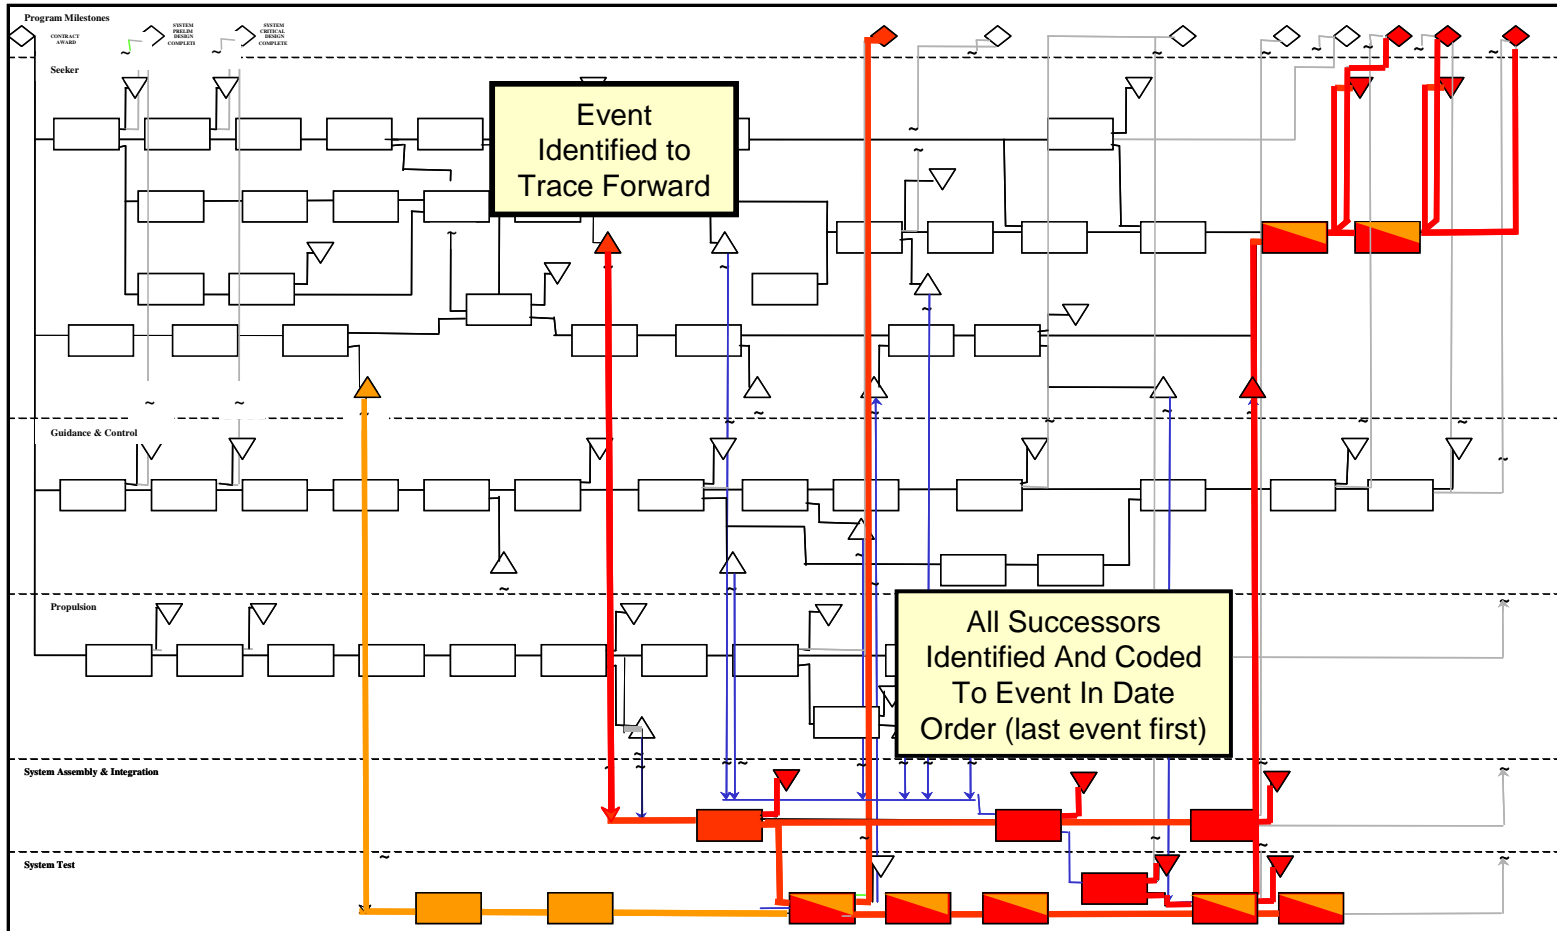 Program Milestones
CONTRACT
AWARD
SYSTEM
PRELIM
DESIGN
COMPLETE
SYSTEM
CRITICAL
DESIGN
COMPLETE
Seeker
Event
Identified to
Trace Forward
Guidance & Control
Propulsion
All Successors
Identified And Coded
To Event In Date
Order (last event first)
System Assembly & Integration
System Test